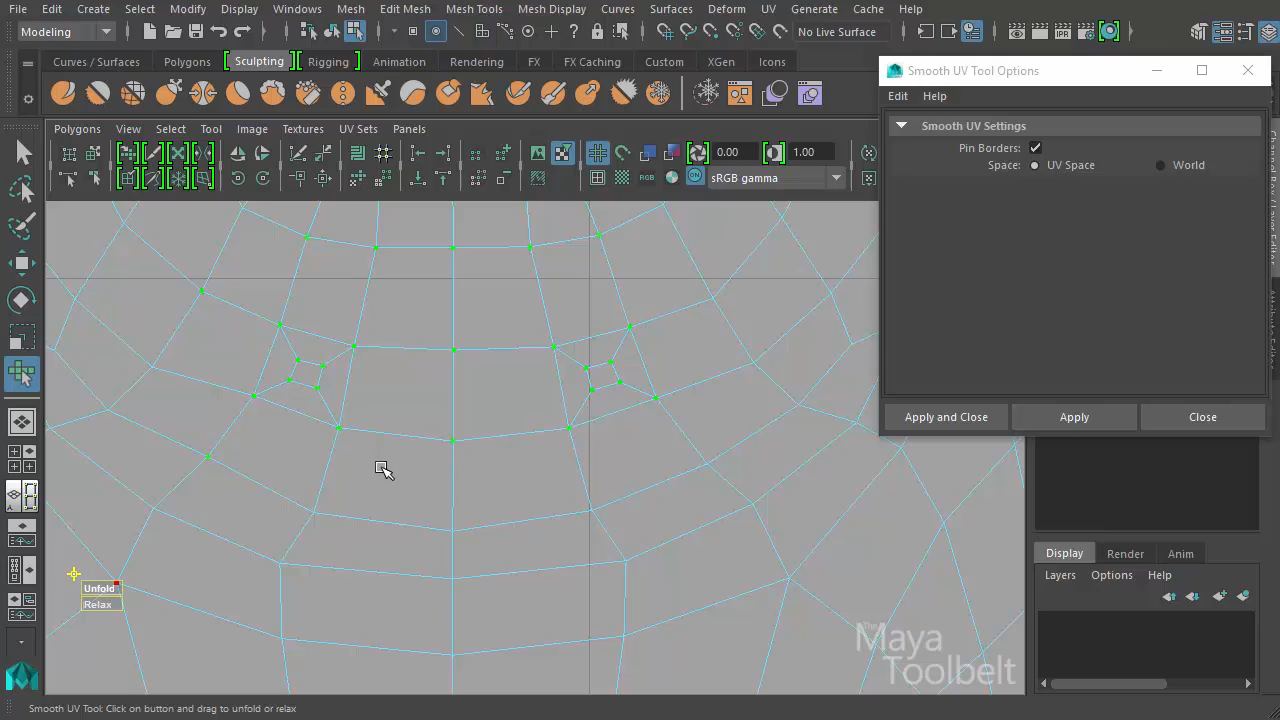 File Edit Create Select Modify Display Windows Mesh Edit Mesh Mesh Tools Mesh Display Curves Surfaces Deform UV Generate Cache Help
Modeling No Live Surface
Curves / Surfaces Polygons Sculpting Rigging Animation Rendering FX FX Caching Custom XGen Icons
Smooth UV Tool Options
Edit Help
Smooth UV Settings
Pin Borders:
Space: UV Space World
Apply and Close Apply Close
Polygons View Select Tool Image Textures UV Sets Panels
0.00 1.00
RGB ON sRGB gamma
IPR
Unfold
Relax
Display Render Anim
Layers Options Help
The
Maya
Toolbelt
Smooth UV Tool: Click on button and drag to unfold or relax